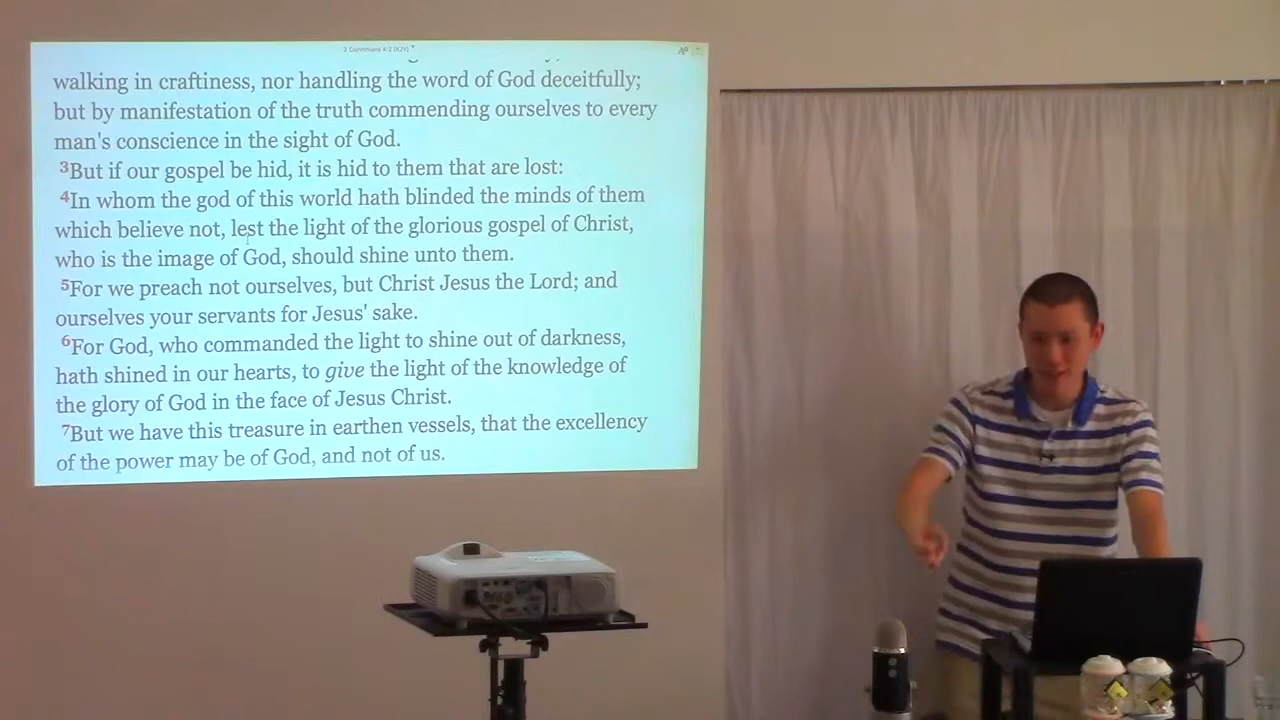 2 Corinthians 4:2 (KJV)
walking in craftiness, nor handling the word of God deceitfully;
but by manifestation of the truth commending ourselves to every
man's conscience in the sight of God.
3But if our gospel be hid, it is hid to them that are lost:
4In whom the god of this world hath blinded the minds of them
which believe not, lest the light of the glorious gospel of Christ,
who is the image of God, should shine unto them.
5For we preach not ourselves, but Christ Jesus the Lord; and
ourselves your servants for Jesus' sake.
6For God, who commanded the light to shine out of darkness,
hath shined in our hearts, to give the light of the knowledge of
the glory of God in the face of Jesus Christ.
7But we have this treasure in earthen vessels, that the excellency
of the power may be of God, and not of us.